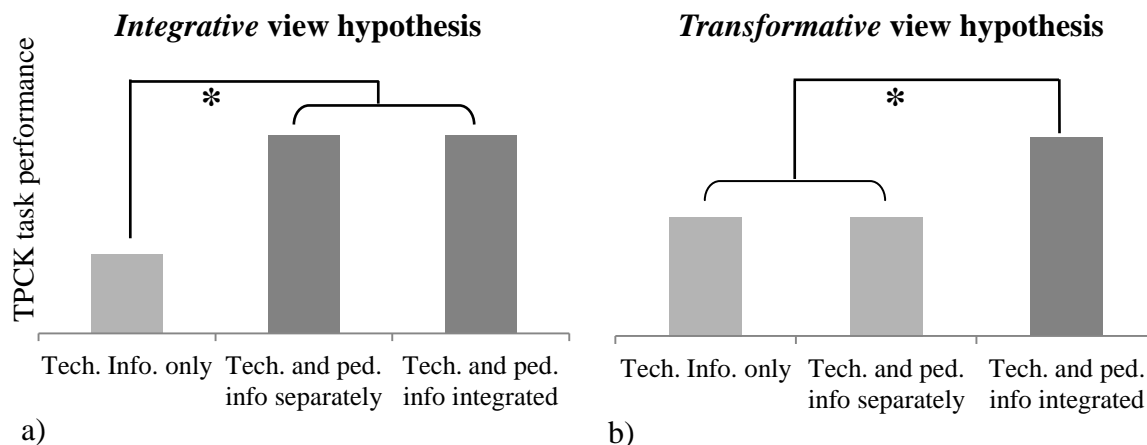 Integrative view hypothesis
TPCK task performance
*
Tech. Info. only
Tech. and ped.
info separately
Tech. and ped.
info integrated
a)
Transformative view hypothesis
*
Tech. Info. only
Tech. and ped.
info separately
Tech. and ped.
info integrated
b)